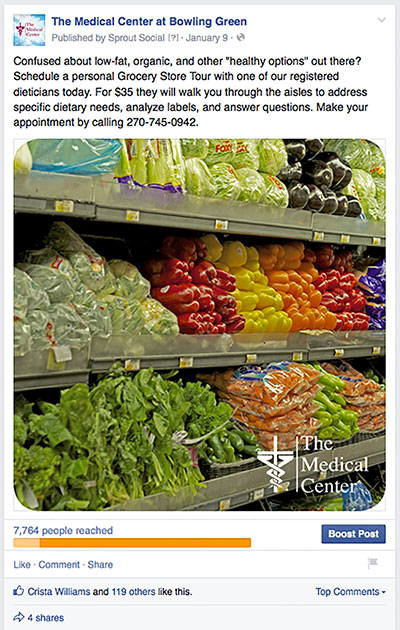 The Medical Center at Bowling Green
Published by Sprout Social [?] · January 9 ·
Confused about low-fat, organic, and other "healthy options" out there?
Schedule a personal Grocery Store Tour with one of our registered
dieticians today. For $35 they will walk you through the aisles to address
specific dietary needs, analyze labels, and answer questions. Make your
appointment by calling 270-745-0942.
FOXY
The
Medical
Center
7,764 people reached
Boost Post
Like · Comment · Share
Crista Williams and 119 others like this.
Top Comments
4 shares